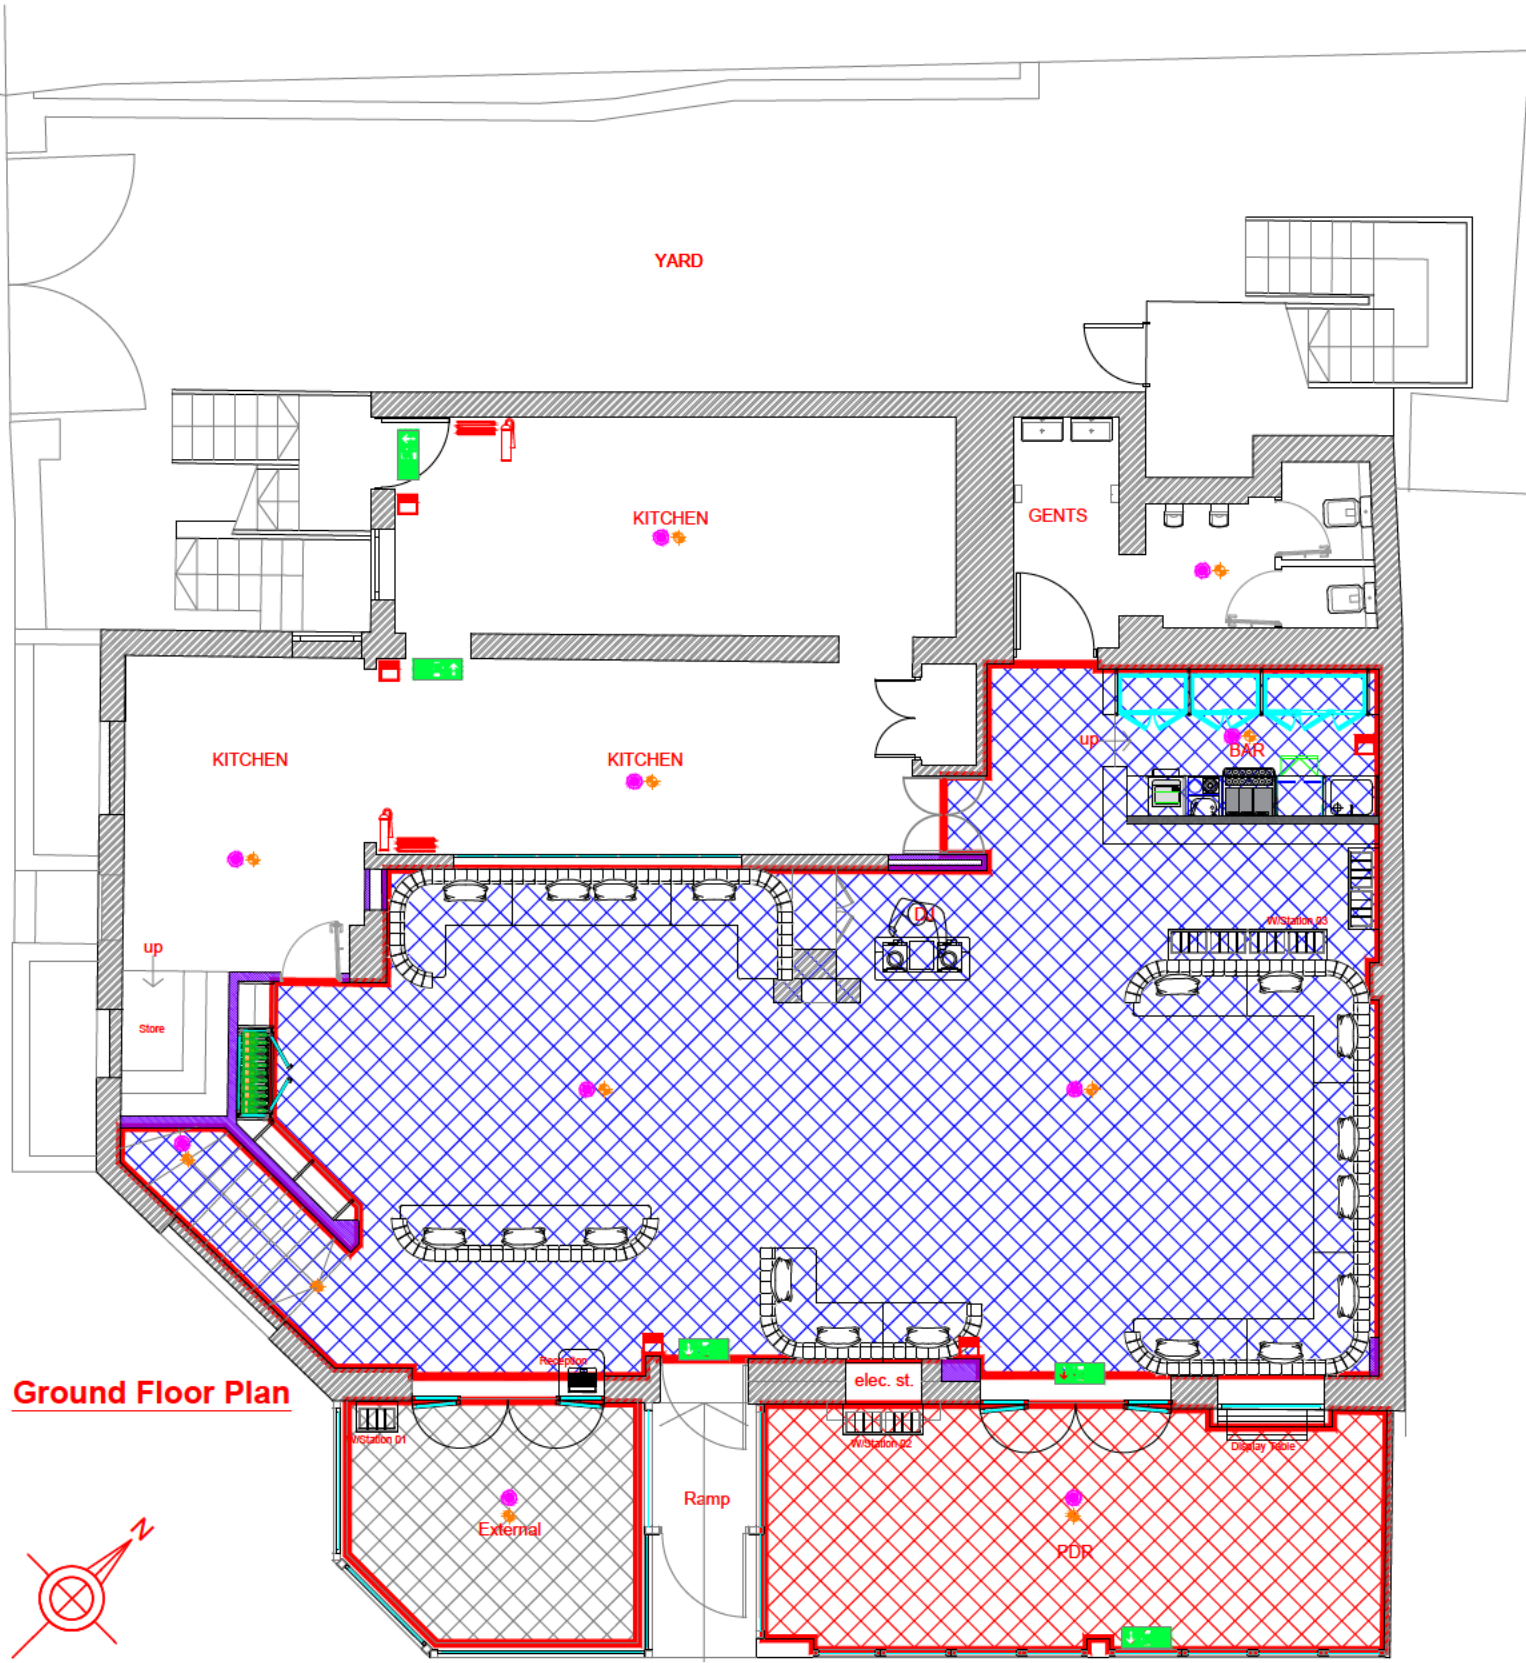 YARD
KITCHEN
GENTS
KITCHEN
KITCHEN
up
BAR
DJ
W/Station 03
up
Store
Reception
elec. st.
Ground Floor Plan
W/Station 01
W/Station 02
Display Table
Ramp
External
PDR
N